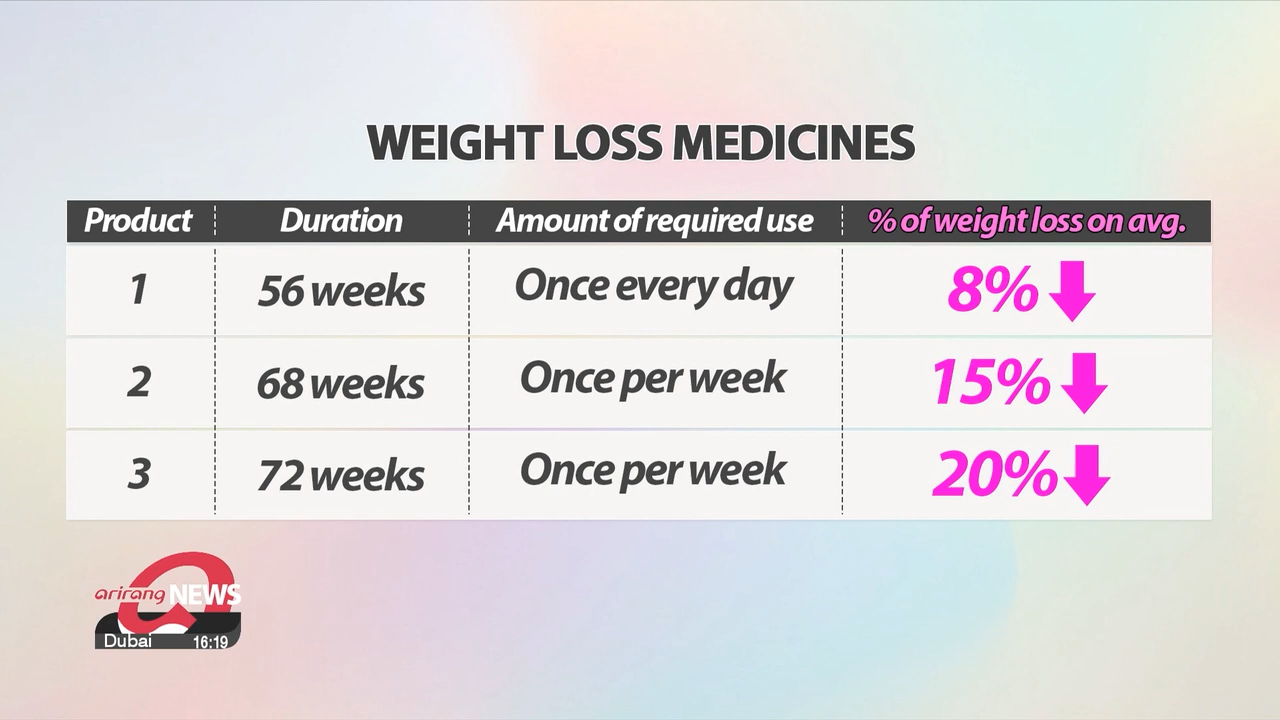 WEIGHT LOSS MEDICINES
Product Duration Amount of required use % of weight loss on avg.
1 56 weeks Once every day 8%
2 68 weeks Once per week 15%
3 72 weeks Once per week 20%
arirang NEWS
Dubai 16:19